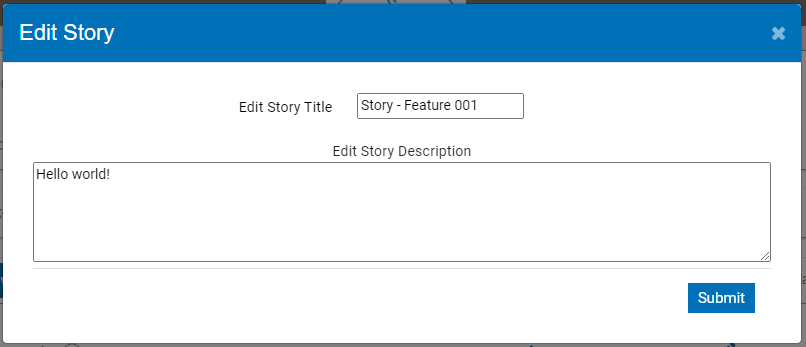 Edit Story
Edit Story Title
Story - Feature 001
Edit Story Description
Hello world!
Submit